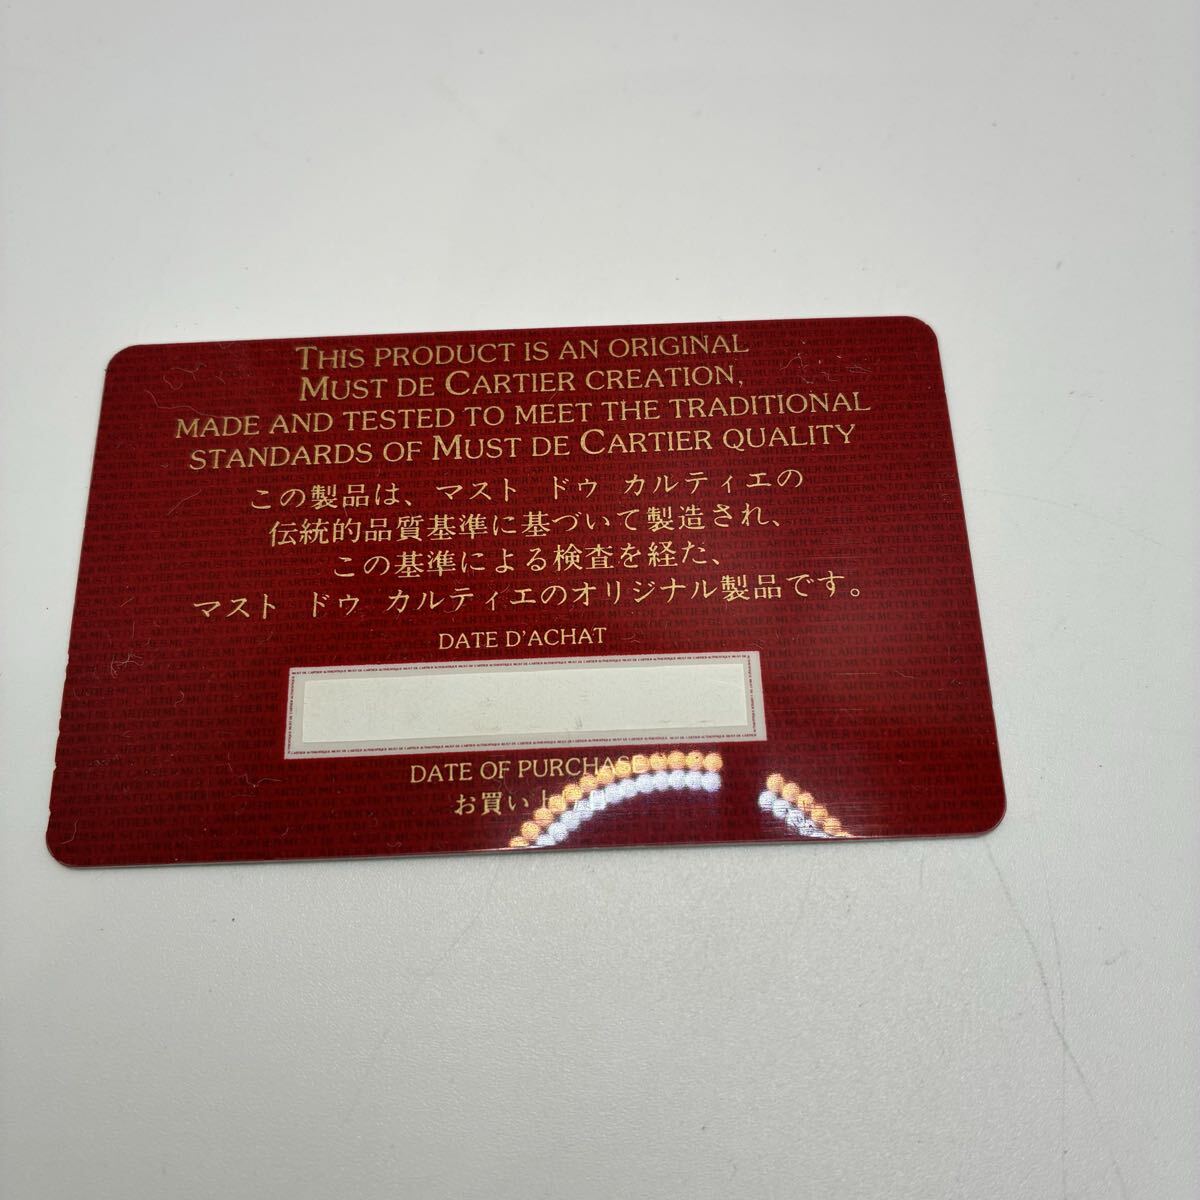 THIS PRODUCT IS AN ORIGINAL
MUST DE CARTIER CREATION,
MADE AND TESTED TO MEET THE TRADITIONAL
STANDARDS OF MUST DE CARTIER QUALITY
この製品は、マスト ドゥ カルティエの
伝統的品質基準に基づいて製造され、
この基準による検査を経た、
マスト ドゥ カルティエのオリジナル製品です。
DATE D'ACHAT
DATE OF PURCHASE
お買い上